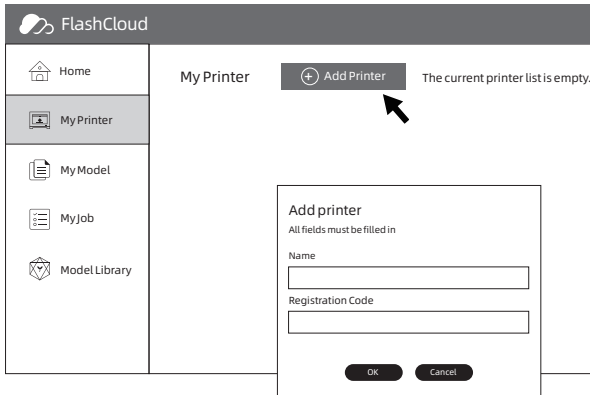 FlashCloud
Home
My Printer
My Model
My Job
Model Library
My Printer
Add Printer
The current printer list is empty.
Add printer
All fields must be filled in
Name
Registration Code
OK
Cancel